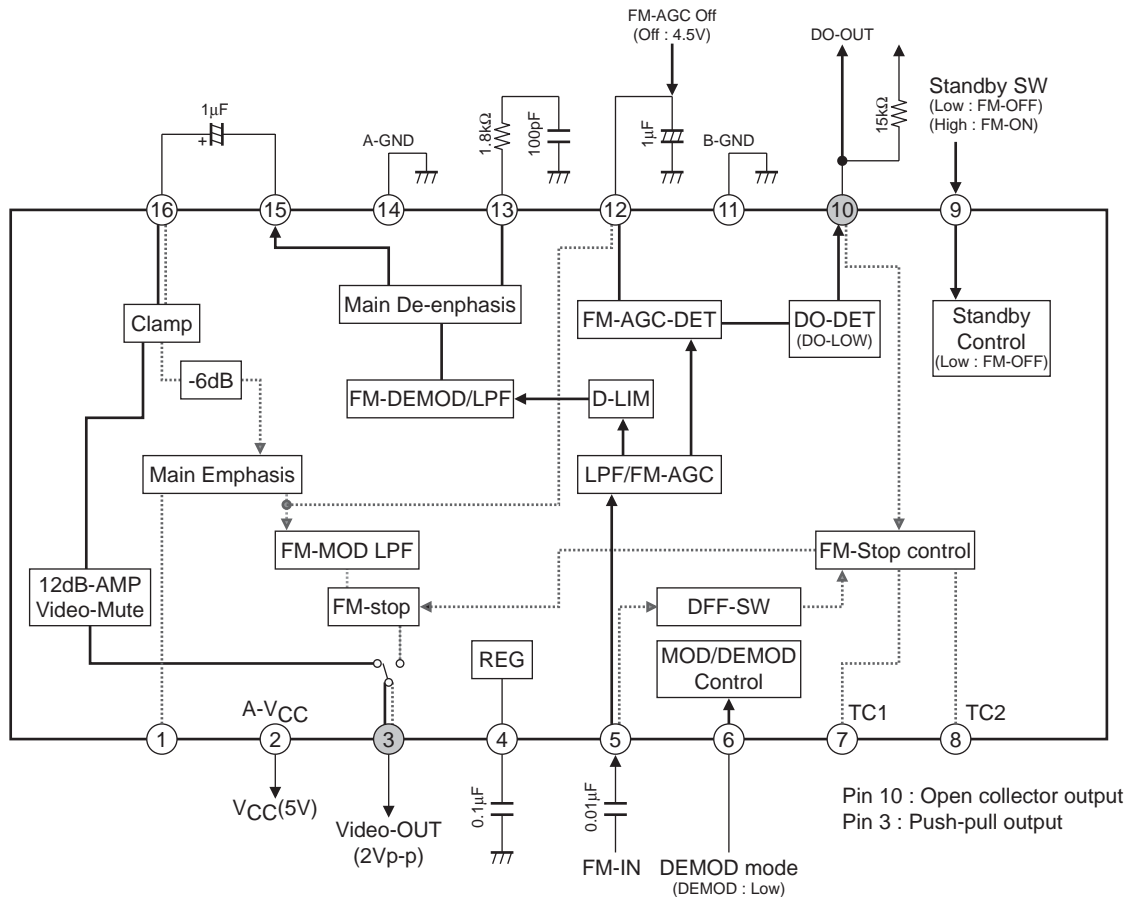 FM-AGC Off
(Off : 4.5V)
DO-OUT
Standby SW
(Low : FM-OFF)
(High : FM-ON)
1µF
+
A-GND
1.8kΩ
100pF
1µF
B-GND
15kΩ
16
15
14
13
12
11
10
9
Clamp
Main De-enphasis
FM-AGC-DET
DO-DET
(DO-LOW)
Standby
Control
(Low : FM-OFF)
-6dB
FM-DEMOD/LPF
D-LIM
Main Emphasis
LPF/FM-AGC
FM-MOD LPF
FM-Stop control
12dB-AMP
Video-Mute
FM-stop
DFF-SW
REG
MOD/DEMOD
Control
A-VCC
TC1
TC2
1
2
3
4
5
6
7
8
VCC(5V)
Video-OUT
(2Vp-p)
0.1µF
0.01µF
FM-IN
DEMOD mode
(DEMOD : Low)
Pin 10 : Open collector output
Pin 3 : Push-pull output